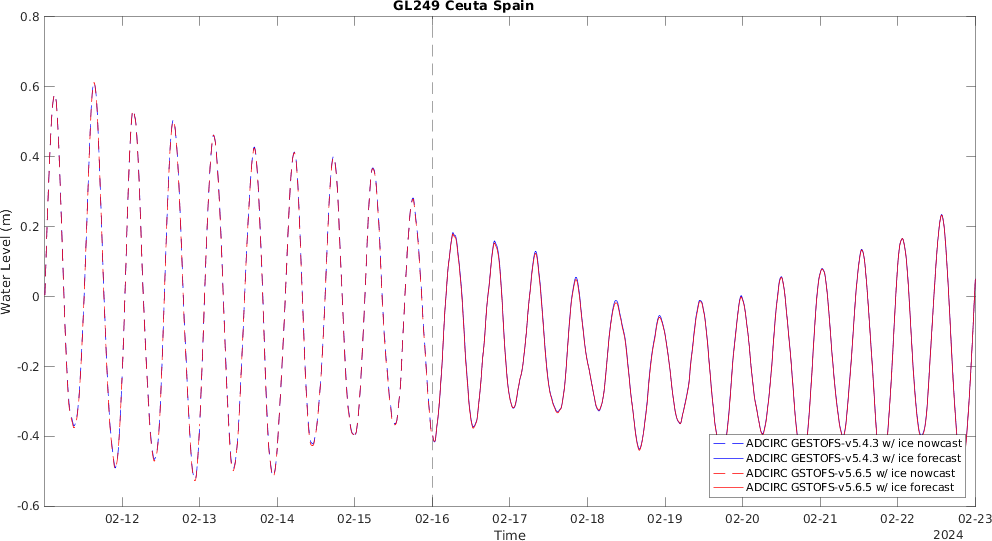 GL249 Ceuta Spain
0.8
0.6
0.4
0.2
0
-0.2
-0.4
-0.6
Water Level (m)
ADCIRC GESTOFS-v5.4.3 w/ ice nowcast
ADCIRC GESTOFS-v5.4.3 w/ ice forecast
ADCIRC GSTOFS-v5.6.5 w/ ice nowcast
ADCIRC GSTOFS-v5.6.5 w/ ice forecast
02-12 02-13 02-14 02-15 02-16 02-17 02-18 02-19 02-20 02-21 02-22 02-23
Time
2024